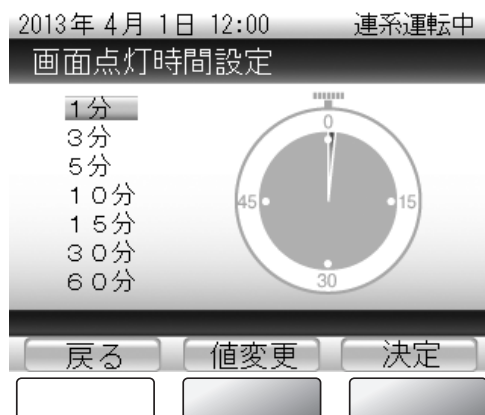 2013年 4月 1日 12:00 連系運転中
画面点灯時間設定
1分
3分
5分
10分
15分
30分
60分
0
45
15
30
戻る 値変更 決定